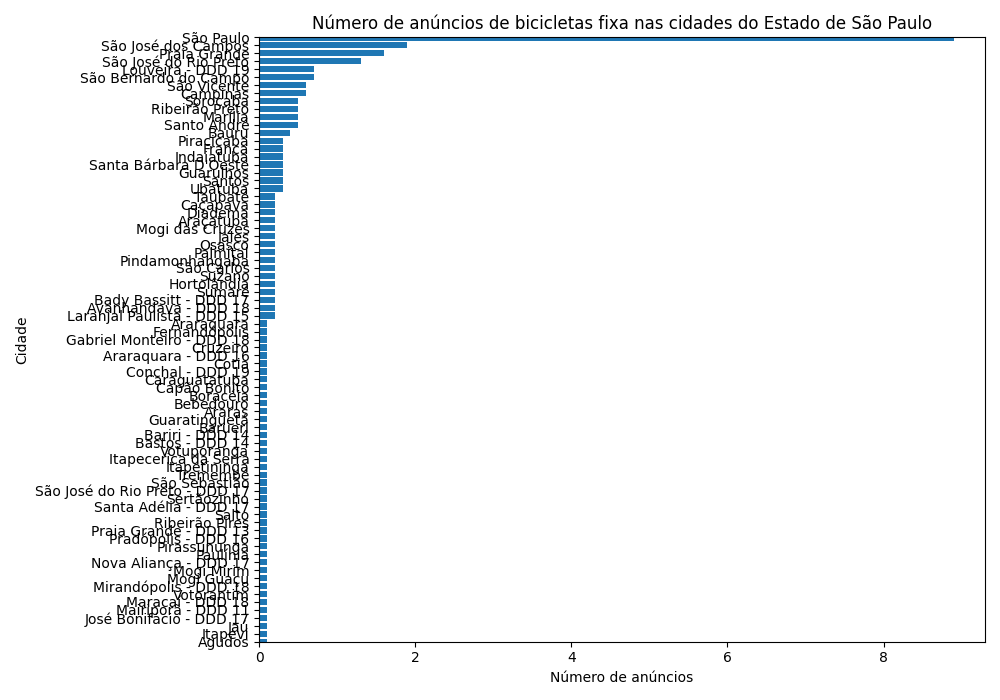 Número de anúncios de bicicletas fixa nas cidades do Estado de São Paulo
São Paulo
São José dos Campos
Praia Grande
São José do Rio Preto
Louveira - DDD 19
São Bernardo do Campo
São Vicente
Campinas
Sorocaba
Ribeirão Preto
Marília
Santo André
Bauru
Piracicaba
Franca
Indaiatuba
Santa Bárbara D'Oeste
Guarulhos
Santos
Ubatuba
Taubaté
Caçapava
Diadema
Araçatuba
Mogi das Cruzes
Jales
Osasco
Palmital
Pindamonhangaba
São Carlos
Suzano
Hortolândia
Sumaré
Bady Bassitt - DDD 17
Avanhandava - DDD 18
Laranjal Paulista - DDD 15
Araraquara
Fernandópolis
Gabriel Monteiro - DDD 18
Cruzeiro
Araraquara - DDD 16
Cotia
Conchal - DDD 19
Caraguatatuba
Capão Bonito
Boracéia
Bebedouro
Araras
Guaratinguetá
Barueri
Bariri - DDD 14
Bastos - DDD 14
Votuporanga
Itapecerica da Serra
Itapetininga
Tremembé
São Sebastião
São José do Rio Preto - DDD 17
Sertãozinho
Santa Adélia - DDD 17
Salto
Ribeirão Pires
Praia Grande - DDD 13
Pradópolis - DDD 16
Pirassununga
Paulínia
Nova Aliança - DDD 17
Mogi Mirim
Mogi Guaçu
Mirandópolis - DDD 18
Votorantim
Maracaí - DDD 18
Mairiporã - DDD 11
José Bonifácio - DDD 17
Jaú
Itapevi
Agudos
Cidade
0 2 4 6 8
Número de anúncios